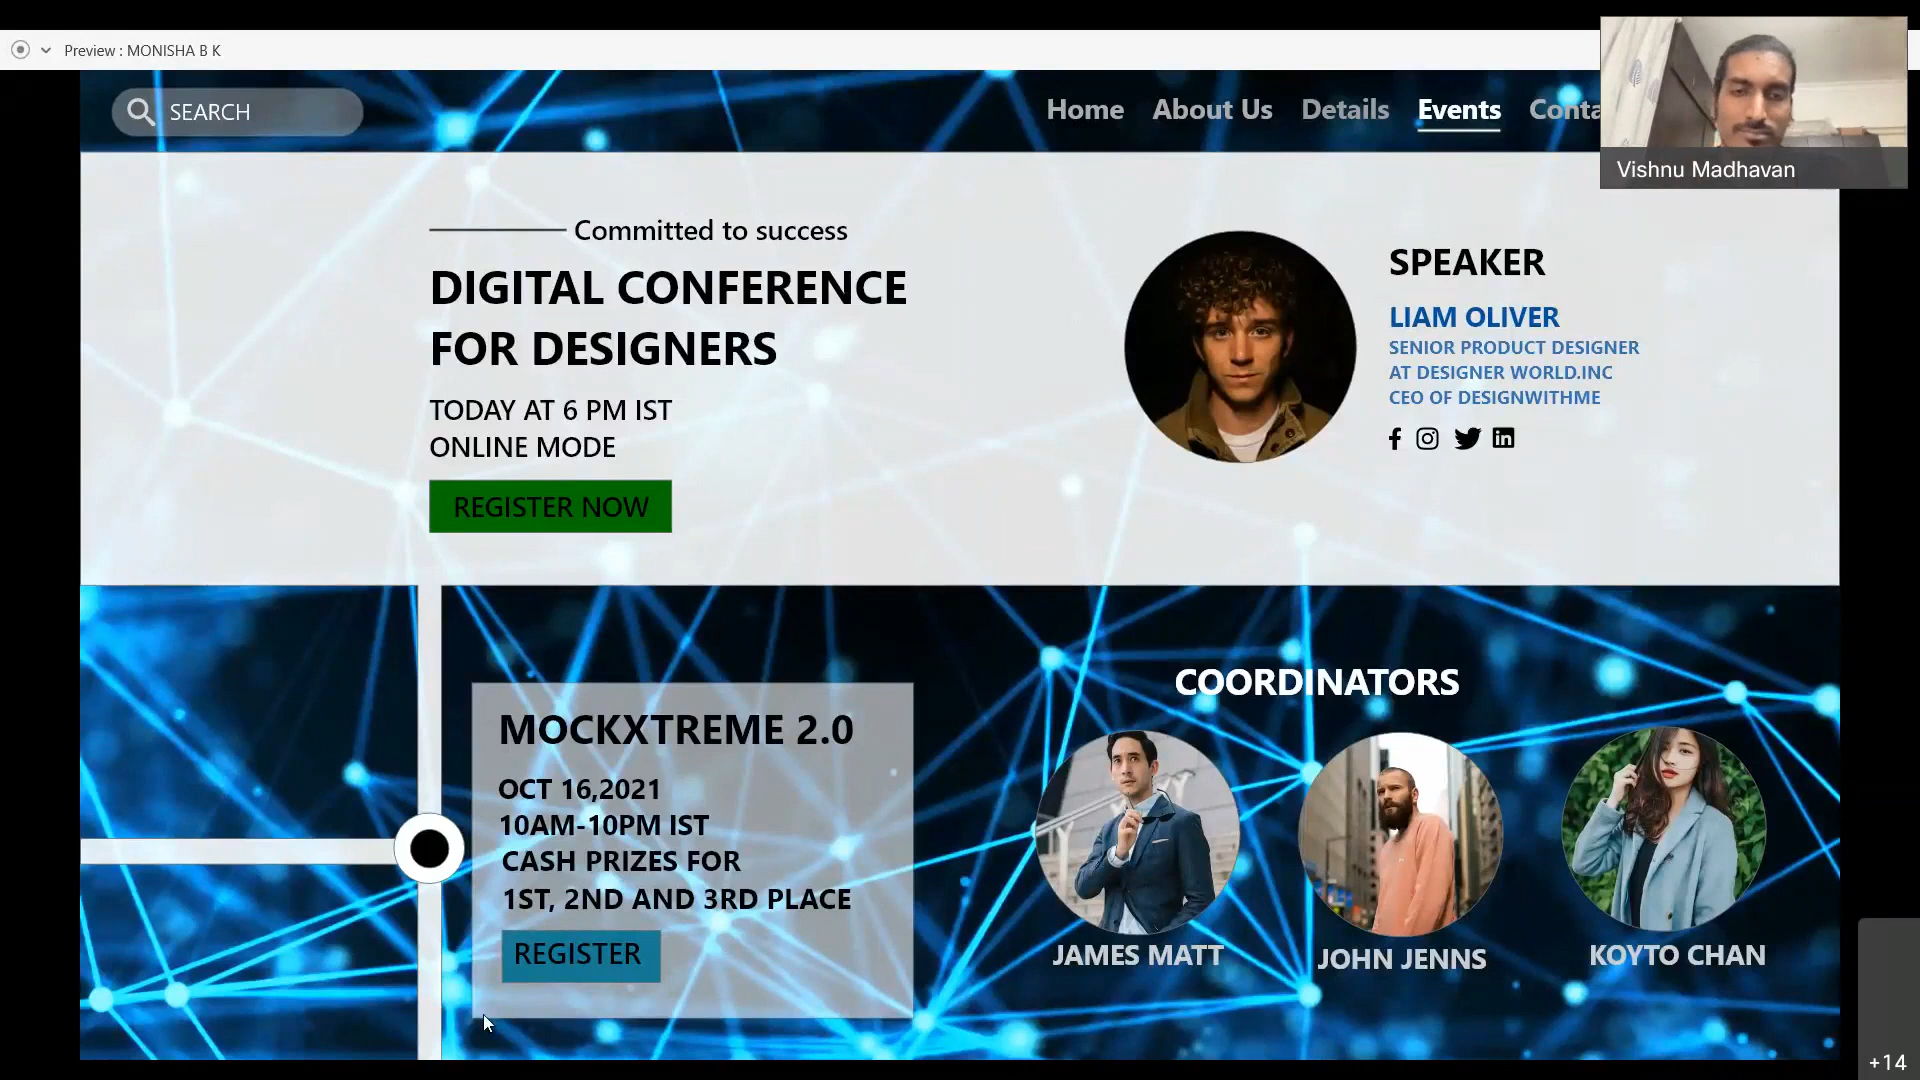 Preview : MONISHA B K
SEARCH
Home About Us Details Events Conta
Vishnu Madhavan
Committed to success
DIGITAL CONFERENCE
FOR DESIGNERS
TODAY AT 6 PM IST
ONLINE MODE
REGISTER NOW
SPEAKER
LIAM OLIVER
SENIOR PRODUCT DESIGNER
AT DESIGNER WORLD.INC
CEO OF DESIGNWITHME
MOCKXTREME 2.0
OCT 16,2021
10AM-10PM IST
CASH PRIZES FOR
1ST, 2ND AND 3RD PLACE
REGISTER
COORDINATORS
JAMES MATT
JOHN JENNS
KOYTO CHAN
+14